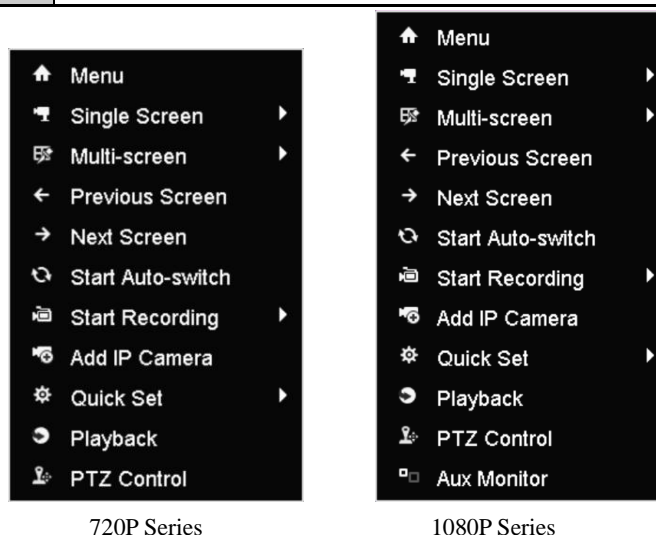 Menu
Single Screen
Multi-screen
Previous Screen
Next Screen
Start Auto-switch
Start Recording
Add IP Camera
Quick Set
Playback
PTZ Control
720P Series
Menu
Single Screen
Multi-screen
Previous Screen
Next Screen
Start Auto-switch
Start Recording
Add IP Camera
Quick Set
Playback
PTZ Control
Aux Monitor
1080P Series